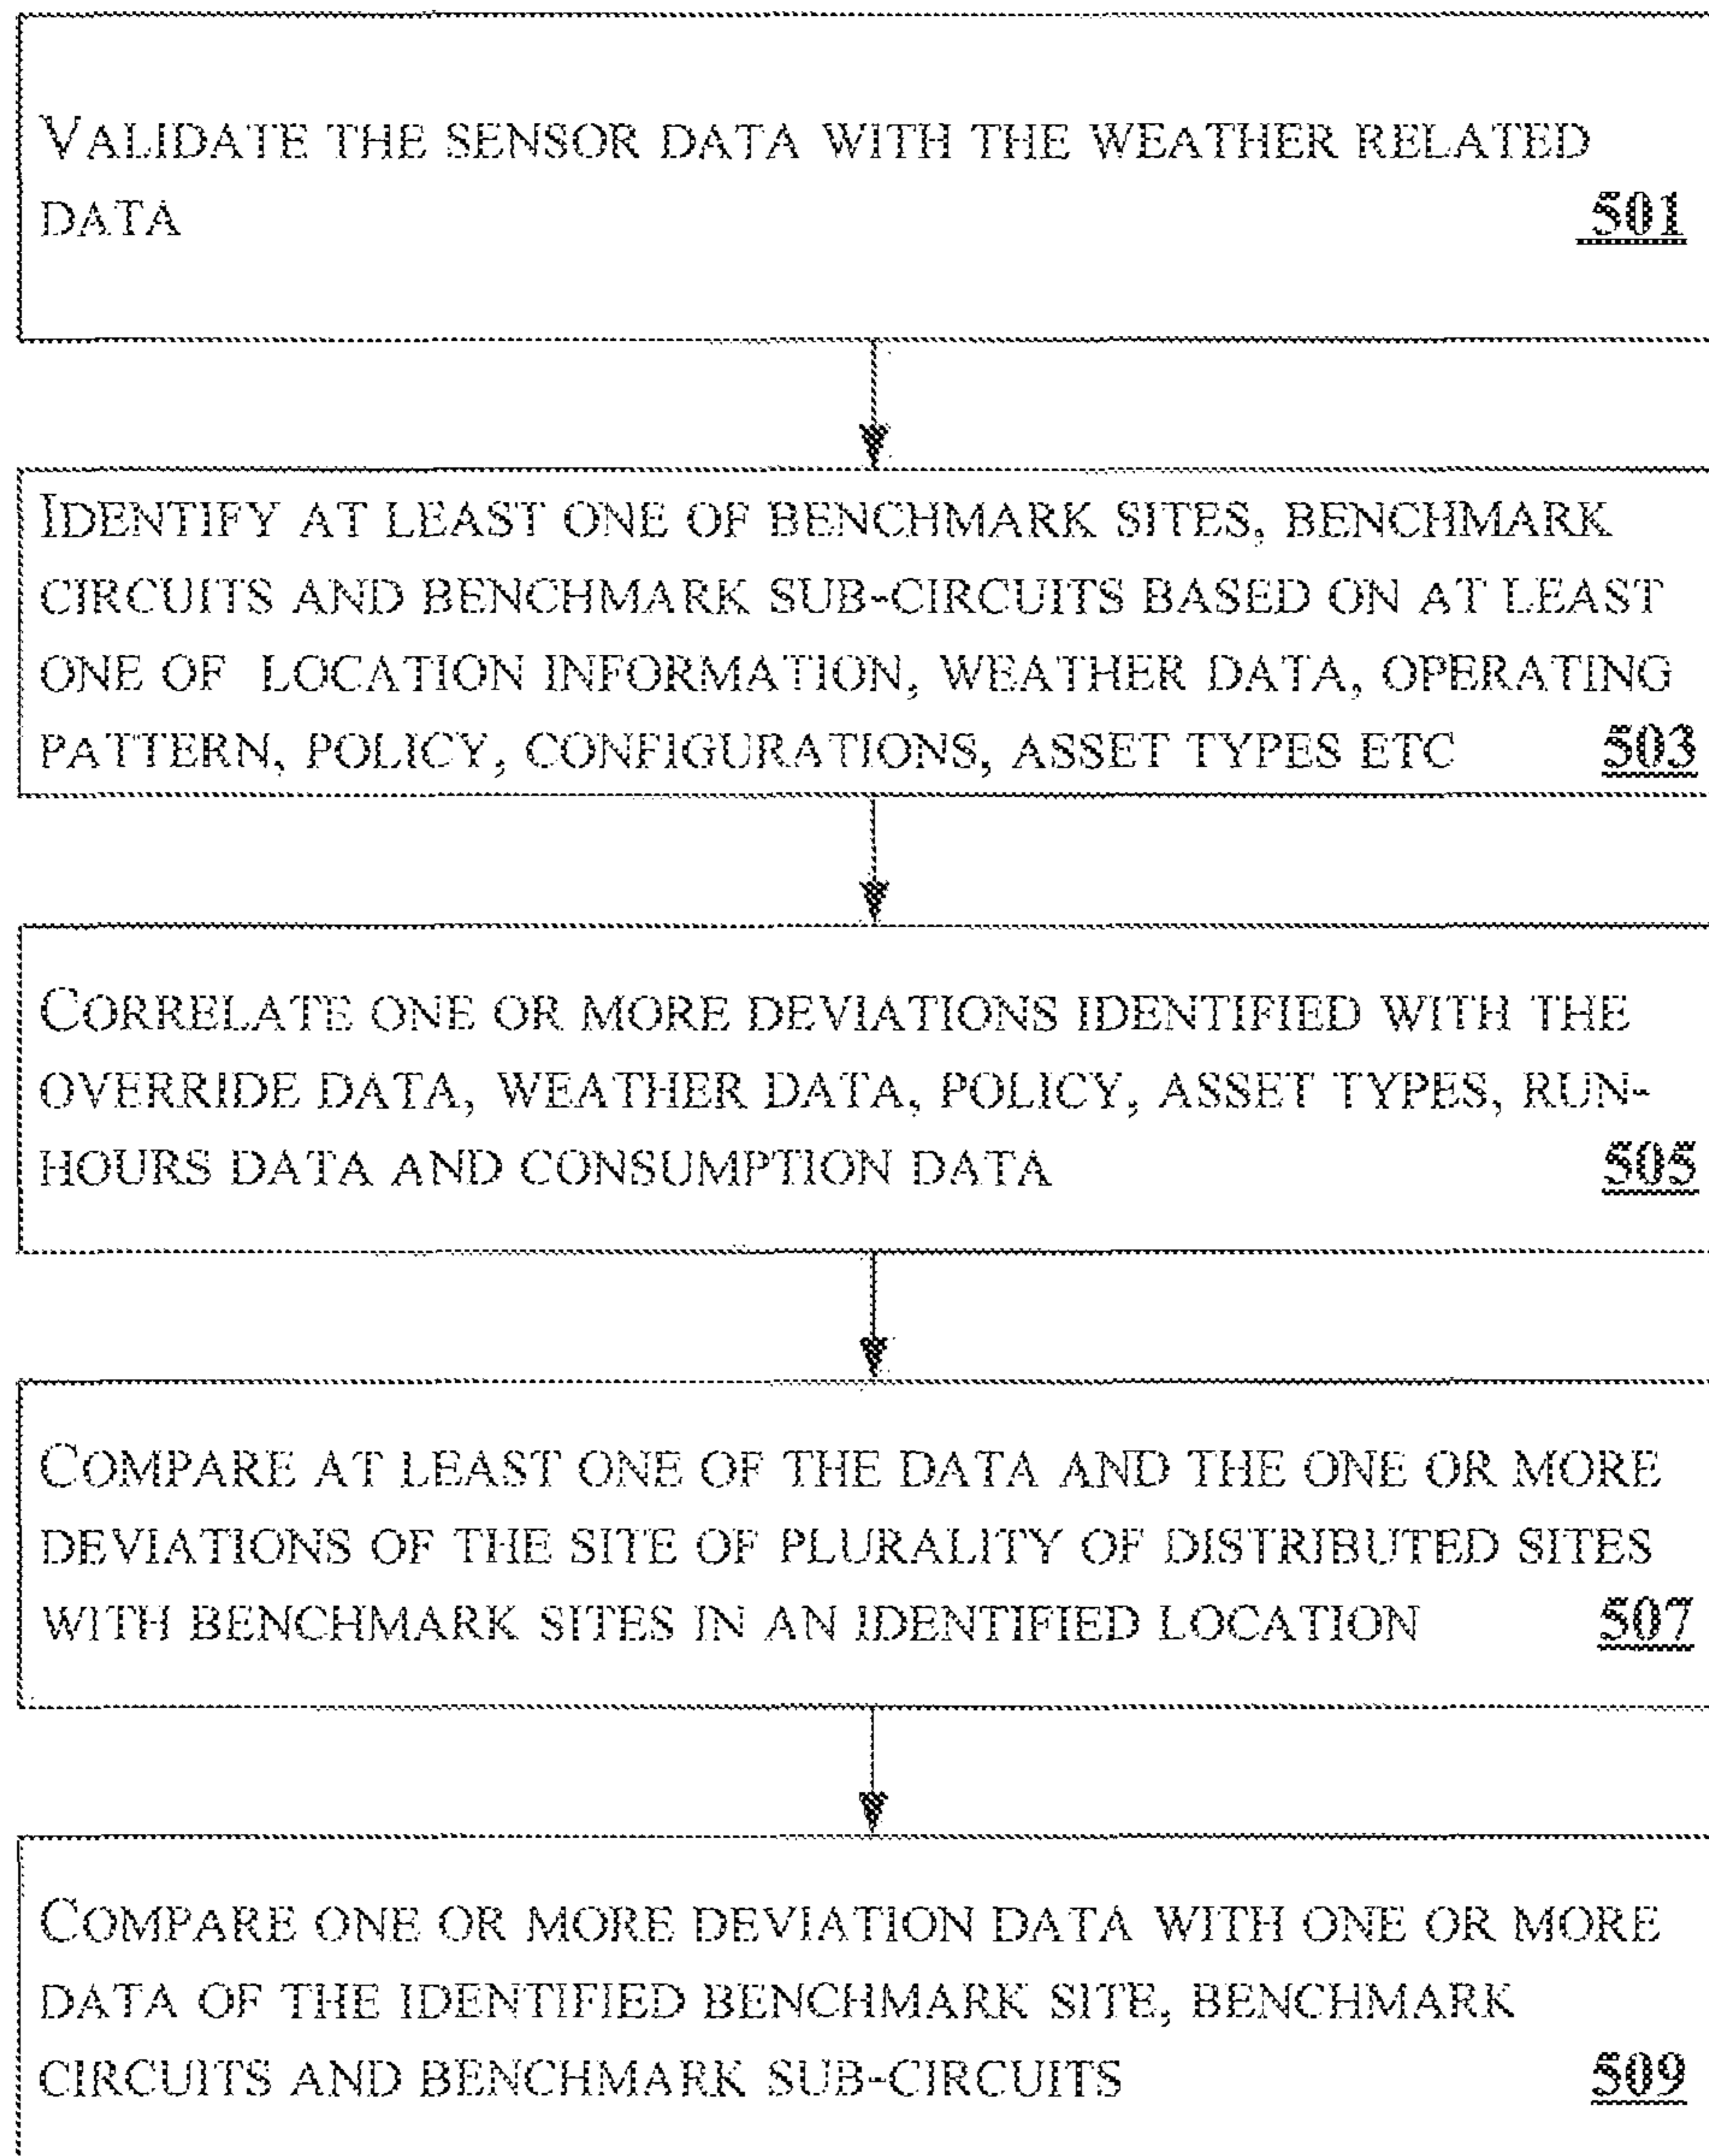 VALIDATE THE SENSOR DATA WITH THE WEATHER RELATED
DATA 501
IDENTIFY AT LEAST ONE OF BENCHMARK SITES, BENCHMARK
CIRCUITS AND BENCHMARK SUB-CIRCUITS BASED ON AT LEAST
ONE OF LOCATION INFORMATION, WEATHER DATA, OPERATING
PATTERN, POLICY, CONFIGURATIONS, ASSET TYPES ETC 503
CORRELATE ONE OR MORE DEVIATIONS IDENTIFIED WITH THE
OVERRIDE DATA, WEATHER DATA, POLICY, ASSET TYPES, RUN-
HOURS DATA AND CONSUMPTION DATA 505
COMPARE AT LEAST ONE OF THE DATA AND THE ONE OR MORE
DEVIATIONS OF THE SITE OF PLURALITY OF DISTRIBUTED SITES
WITH BENCHMARK SITES IN AN IDENTIFIED LOCATION 507
COMPARE ONE OR MORE DEVIATION DATA WITH ONE OR MORE
DATA OF THE IDENTIFIED BENCHMARK SITE, BENCHMARK
CIRCUITS AND BENCHMARK SUB-CIRCUITS 509